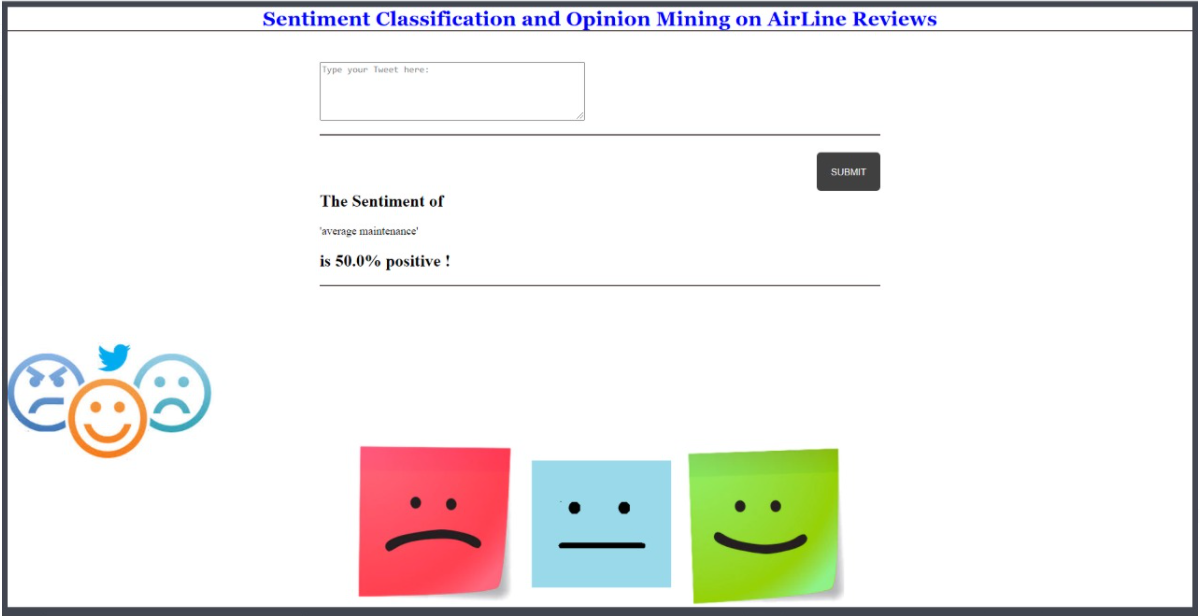 Sentiment Classification and Opinion Mining on AirLine Reviews
Type your Tweet here:
SUBMIT
The Sentiment of
'average maintenance'
is 50.0% positive !